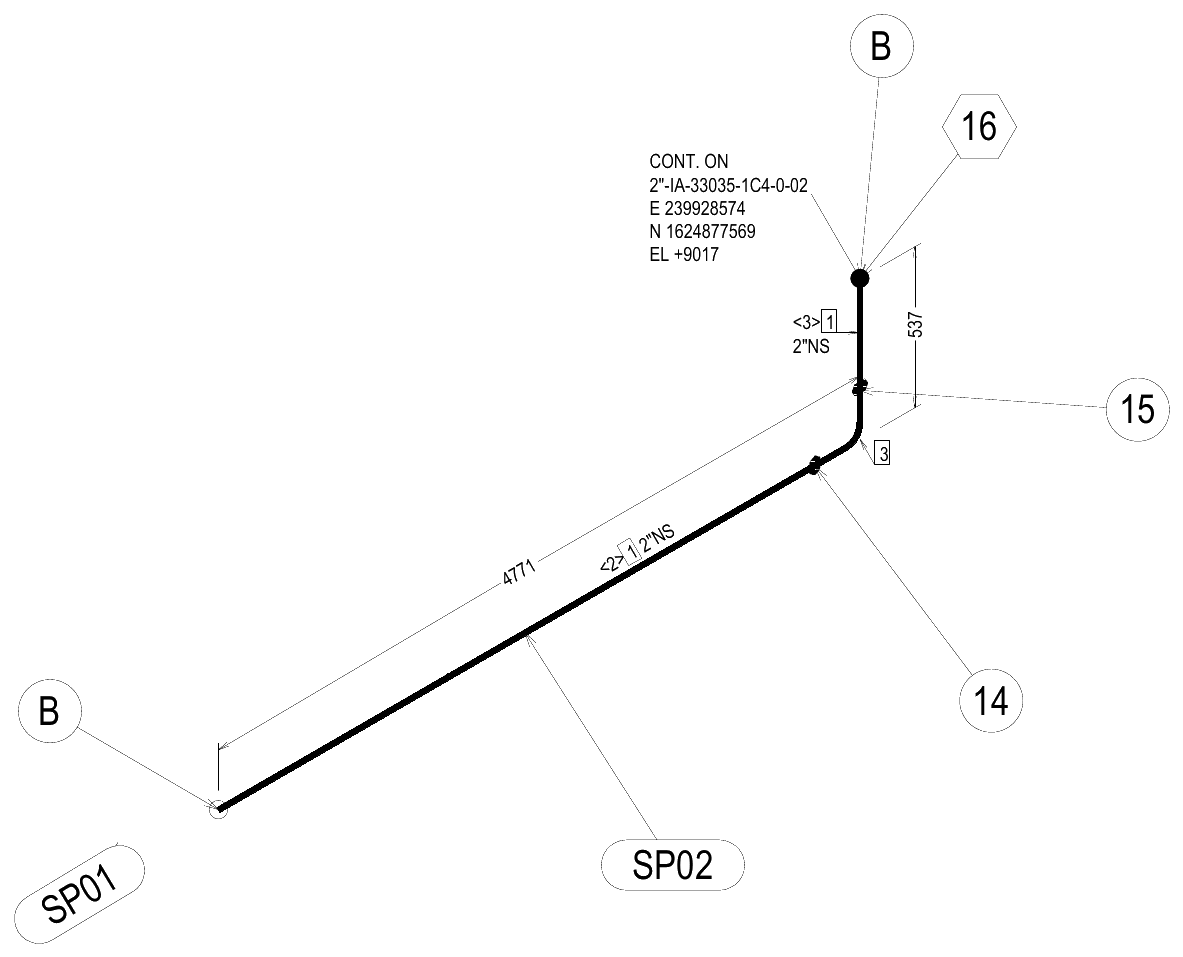 B
16
CONT. ON
2"-IA-33035-1C4-0-02
E 239928574
N 1624877569
EL +9017
<3>1
2"NS
537
15
3
<2>1 2"NS
4771
14
B
SP02
SP01